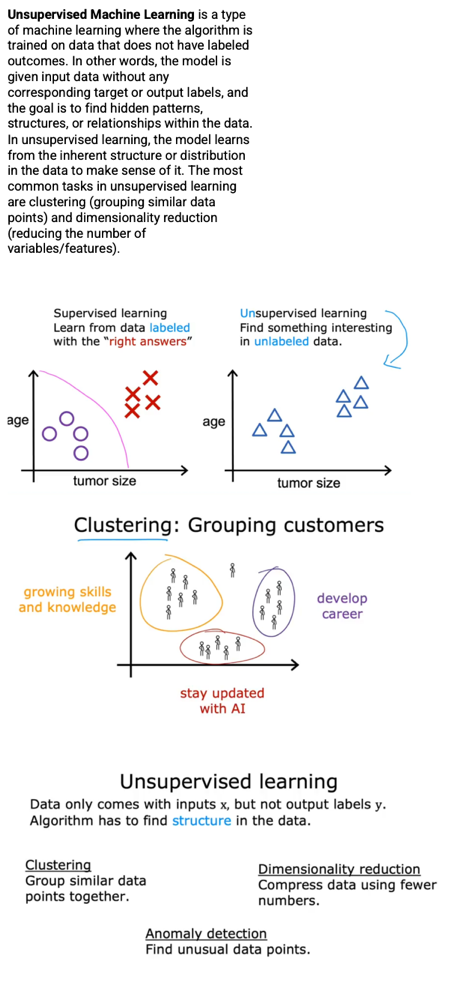 Unsupervised Machine Learning is a type
of machine learning where the algorithm is
trained on data that does not have labeled
outcomes. In other words, the model is
given input data without any
corresponding target or output labels, and
the goal is to find hidden patterns,
structures, or relationships within the data.
In unsupervised learning, the model learns
from the inherent structure or distribution
in the data to make sense of it. The most
common tasks in unsupervised learning
are clustering (grouping similar data
points) and dimensionality reduction
(reducing the number of
variables/features).
Supervised learning
Learn from data labeled
with the “right answers”
age
tumor size
Unsupervised learning
Find something interesting
in unlabeled data.
age
tumor size
Clustering: Grouping customers
growing skills
and knowledge
develop
career
stay updated
with AI
Unsupervised learning
Data only comes with inputs x, but not output labels y.
Algorithm has to find structure in the data.
Clustering
Group similar data
points together.
Dimensionality reduction
Compress data using fewer
numbers.
Anomaly detection
Find unusual data points.